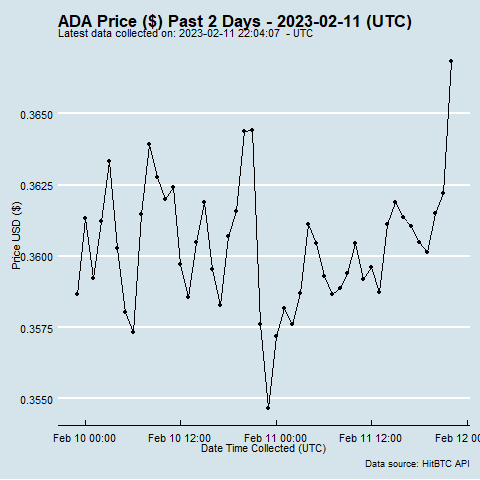 ADA Price ($) Past 2 Days - 2023-02-11 (UTC)
Latest data collected on: 2023-02-11 22:04:07 - UTC
Price USD ($)
0.3650
0.3625
0.3600
0.3575
0.3550
Feb 10 00:00 Feb 10 12:00 Feb 11 00:00 Feb 11 12:00 Feb 12 0
Date Time Collected (UTC)
Data source: HitBTC API